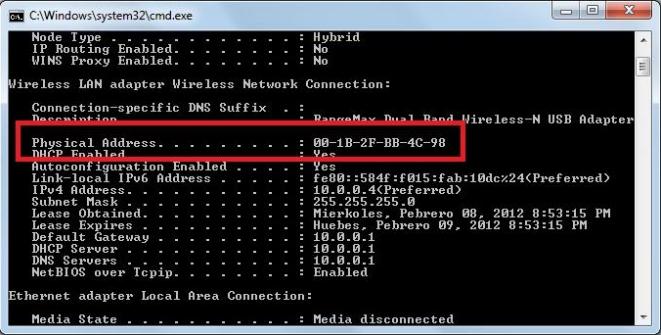 C:\Windows\system32\cmd.exe
Node Type . . . . . . . . . . . . : Hybrid
IP Routing Enabled. . . . . . . . : No
WINS Proxy Enabled. . . . . . . . : No
Wireless LAN adapter Wireless Network Connection:
Connection-specific DNS Suffix  . :
Description . . . . . . . . . . . : RangeMax Dual Band Wireless-N USB Adapter
Physical Address. . . . . . . . . : 00-1B-2F-BB-4C-98
DHCP Enabled. . . . . . . . . . . : Yes
Autoconfiguration Enabled . . . . : Yes
Link-local IPv6 Address . . . . . : fe80::584f:f015:fab:10dc%24(Preferred)
IPv4 Address. . . . . . . . . . . : 10.0.0.4(Preferred)
Subnet Mask . . . . . . . . . . . : 255.255.255.0
Lease Obtained. . . . . . . . . . : Mierkoles, Pebrero 08, 2012 8:53:15 PM
Lease Expires . . . . . . . . . . : Huebes, Pebrero 09, 2012 8:53:15 PM
Default Gateway . . . . . . . . . : 10.0.0.1
DHCP Server . . . . . . . . . . . : 10.0.0.1
DNS Servers . . . . . . . . . . . : 10.0.0.1
NetBIOS over Tcpip. . . . . . . . : Enabled
Ethernet adapter Local Area Connection:
Media State . . . . . . . . . . . : Media disconnected